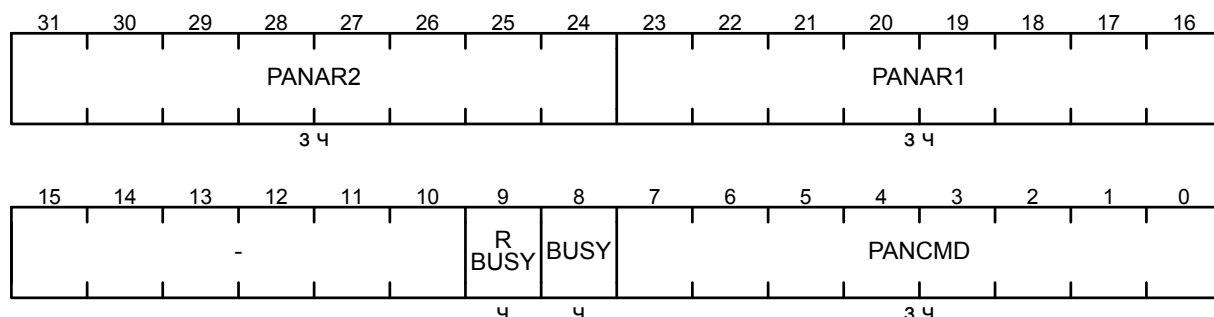 31 30 29 28 27 26 25 24 23 22 21 20 19 18 17 16
PANAR2 PANAR1
з ч з ч
15 14 13 12 11 10 9 8 7 6 5 4 3 2 1 0
- R BUSY BUSY PANCMD
ч ч з ч